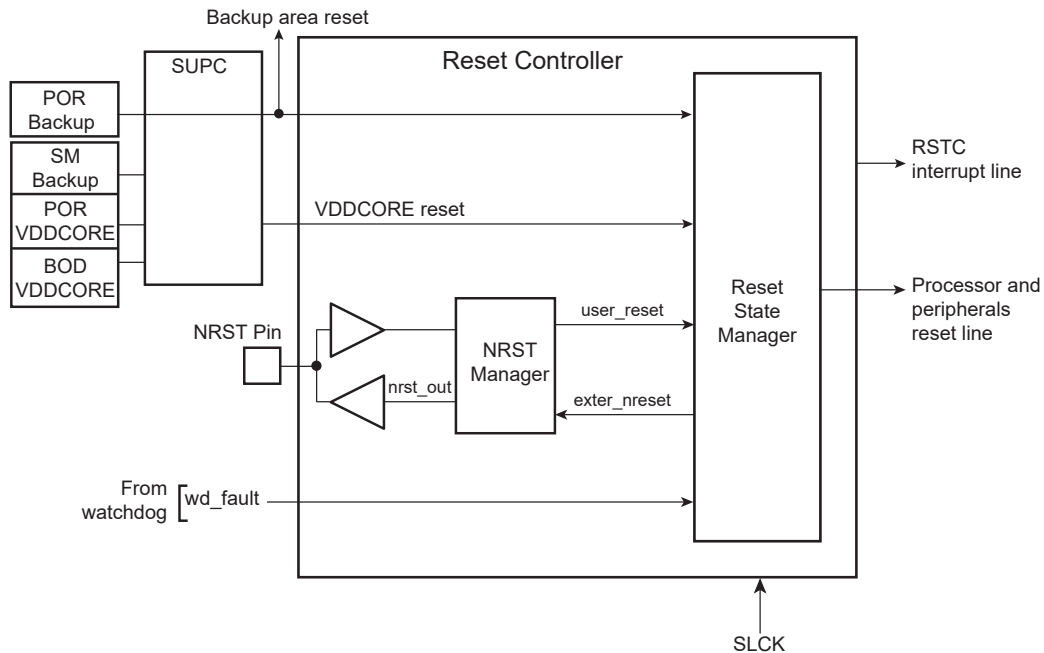 Backup area reset
SUPC
Reset Controller
POR
Backup
SM
Backup
POR
VDDCORE
BOD
VDDCORE
VDDCORE reset
RSTC
interrupt line
Reset
State
Manager
Processor and
peripherals
reset line
NRST Pin
user_reset
NRST
Manager
nrst_out
exter_nreset
From
watchdog
wd_fault
SLCK